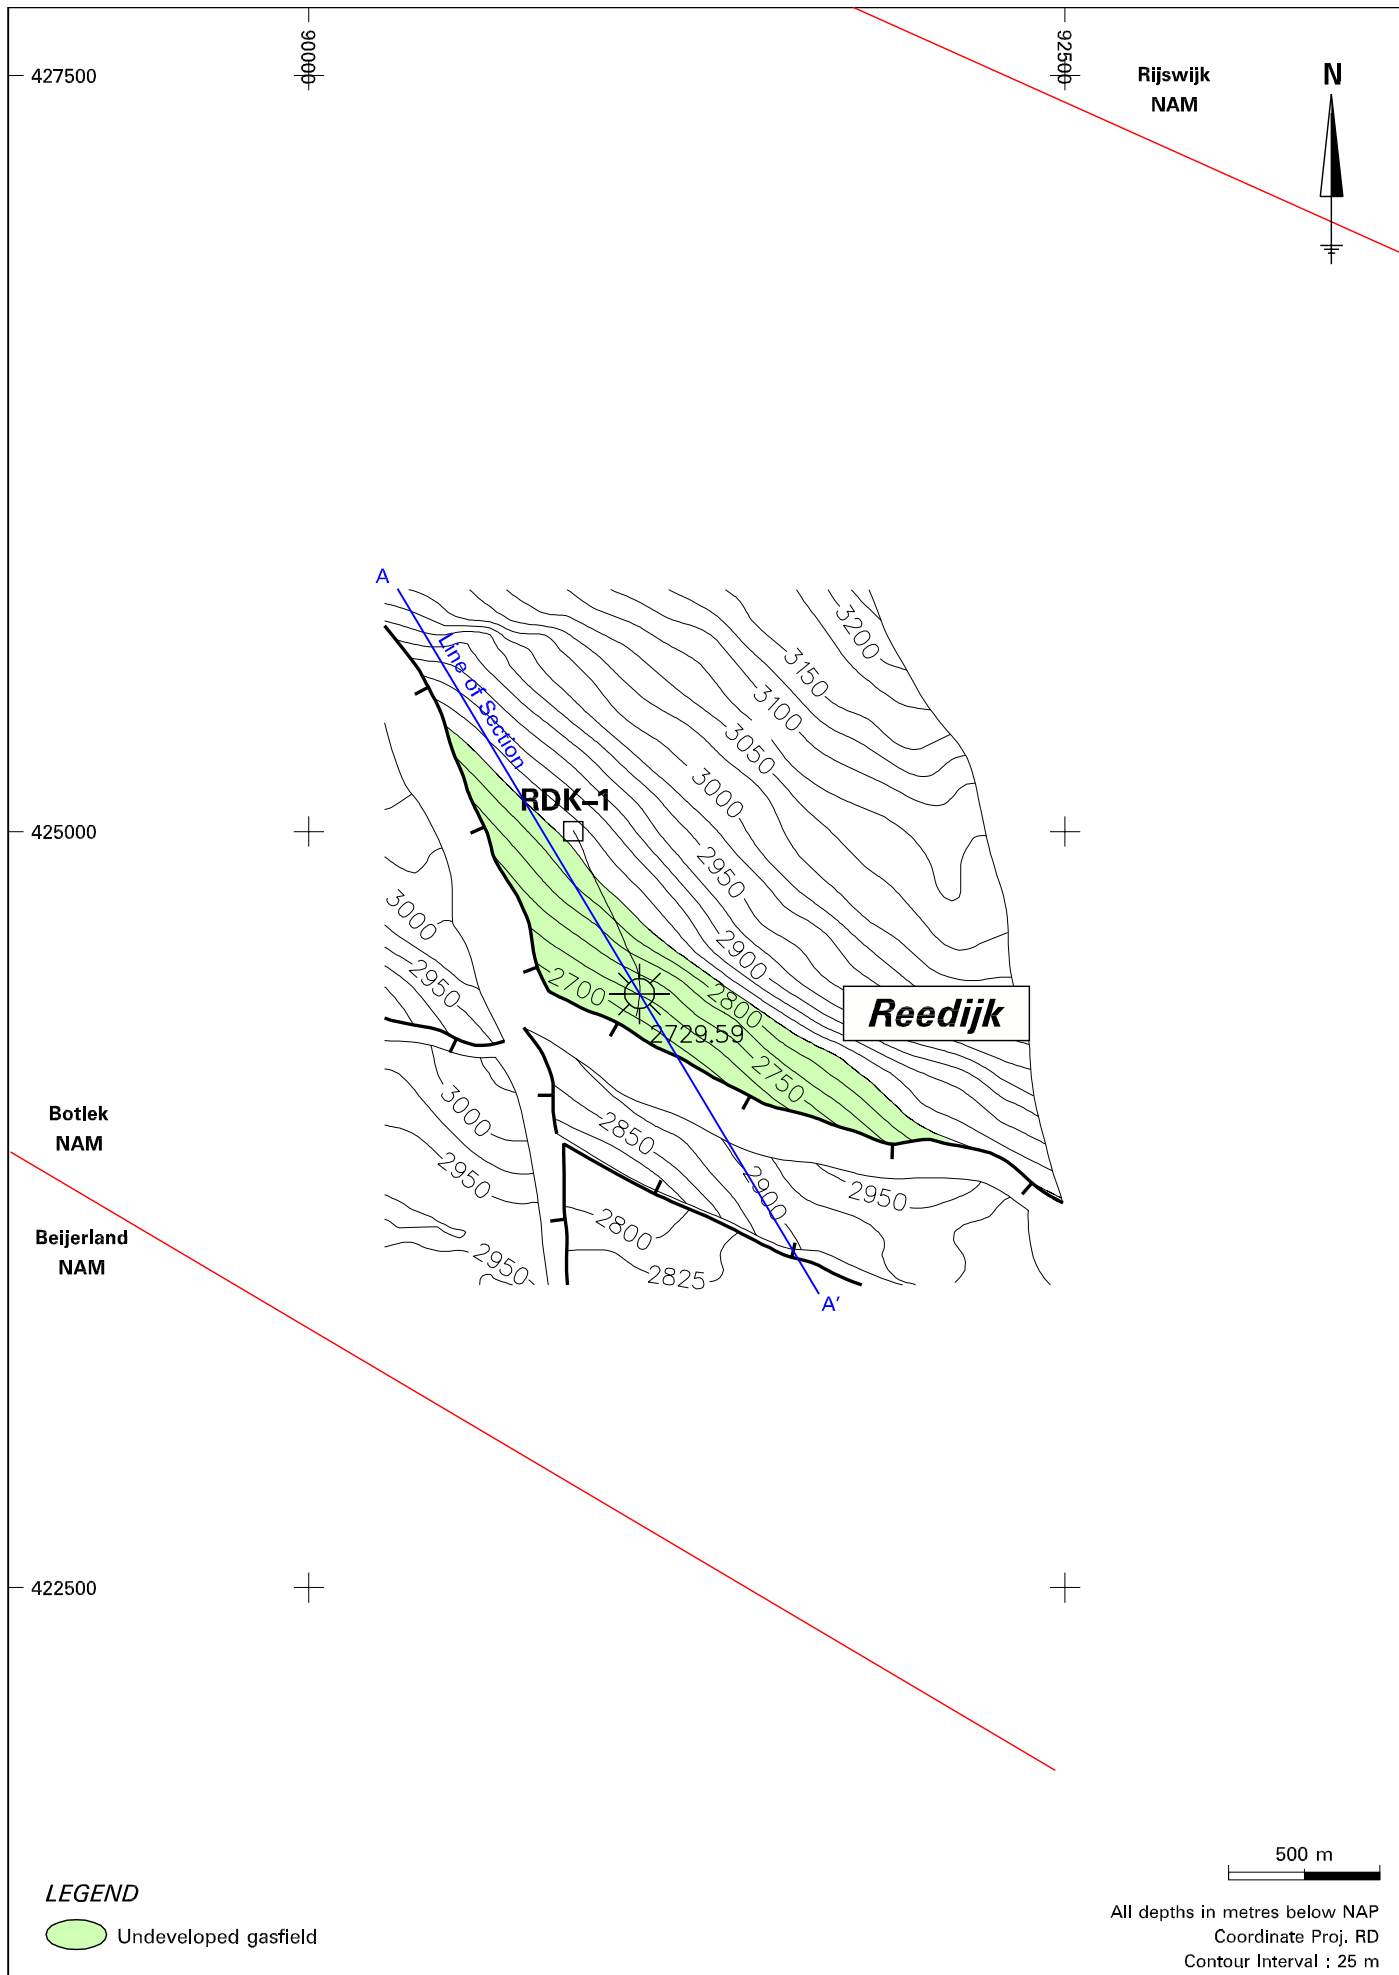 90000
92500
427500
Rijswijk
NAM
N
A
Line of Section
3200
3150
3100
3050
3000
RDK–1
425000
2950
3000
2900
2950
2700
2800
Reedijk
2729.59
2750
Botlek
NAM
3000
2850
2950
2900
2950
Beijerland
NAM
2800
2950
2825
A'
422500
500 m
LEGEND
Undeveloped gasfield
All depths in metres below NAP
Coordinate Proj. RD
Contour Interval : 25 m